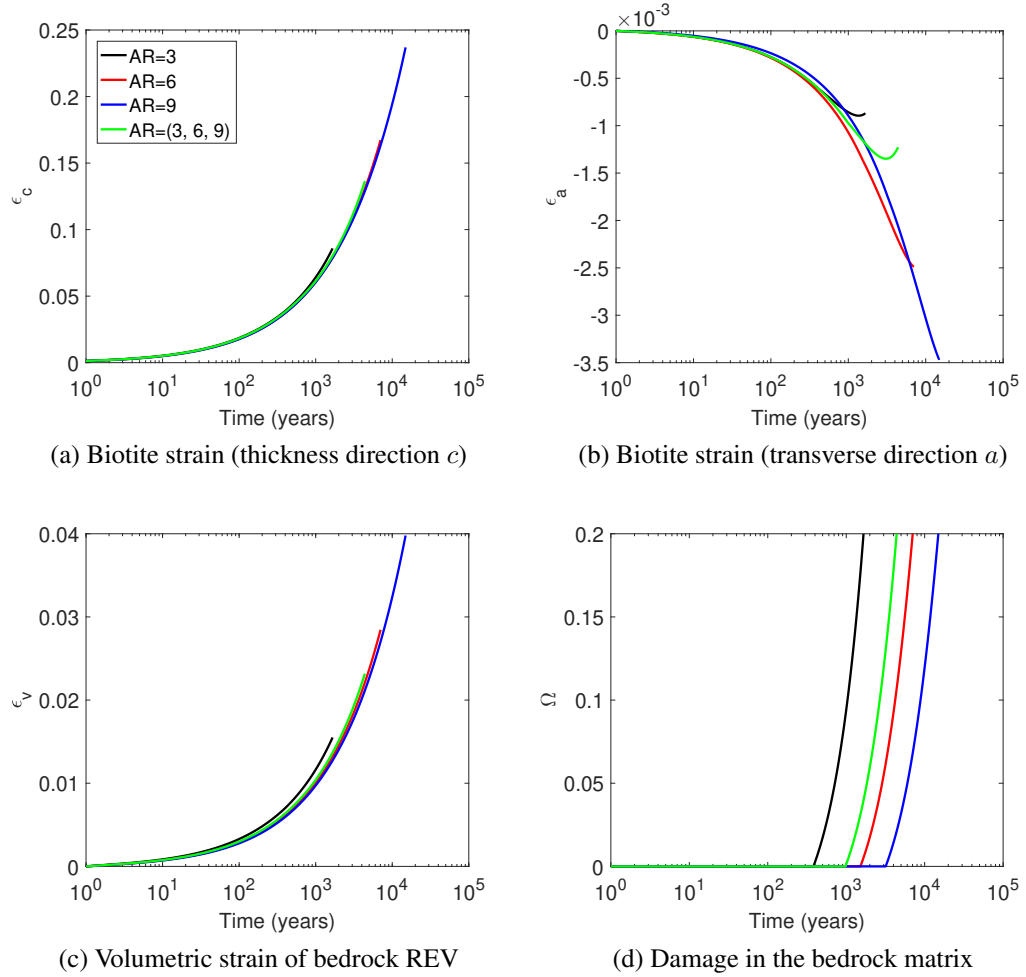 0.25
0.2
0.15
0.1
0.05
0
ϵc
AR=3
AR=6
AR=9
AR=(3, 6, 9)
10^0 10^1 10^2 10^3 10^4 10^5
Time (years)
(a) Biotite strain (thickness direction c)
×10^-3
0
-0.5
-1
-1.5
-2
-2.5
-3
-3.5
ϵa
10^0 10^1 10^2 10^3 10^4 10^5
Time (years)
(b) Biotite strain (transverse direction a)
0.04
0.03
0.02
0.01
0
ϵv
10^0 10^1 10^2 10^3 10^4 10^5
Time (years)
(c) Volumetric strain of bedrock REV
0.2
0.15
0.1
0.05
0
Ω
10^0 10^1 10^2 10^3 10^4 10^5
Time (years)
(d) Damage in the bedrock matrix